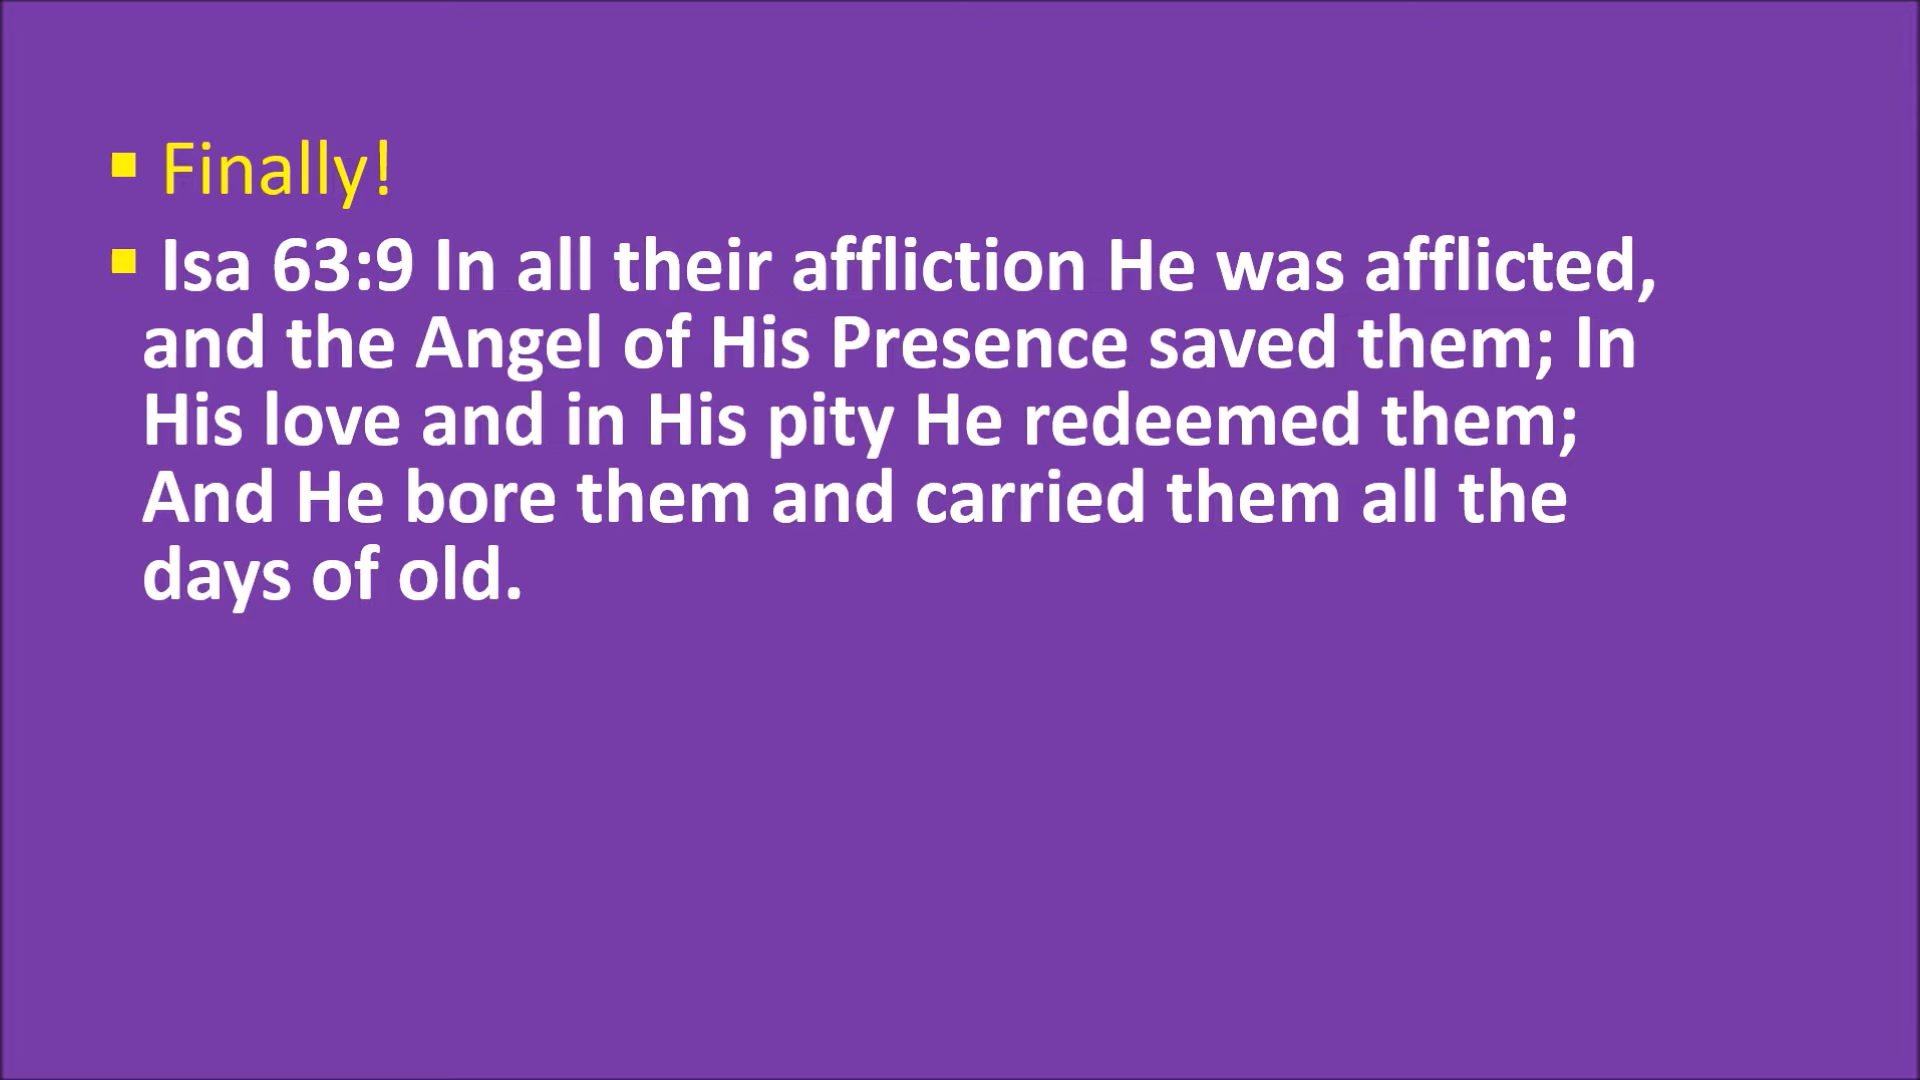 ▪ Finally!
▪ Isa 63:9 In all their affliction He was afflicted,
and the Angel of His Presence saved them; In
His love and in His pity He redeemed them;
And He bore them and carried them all the
days of old.